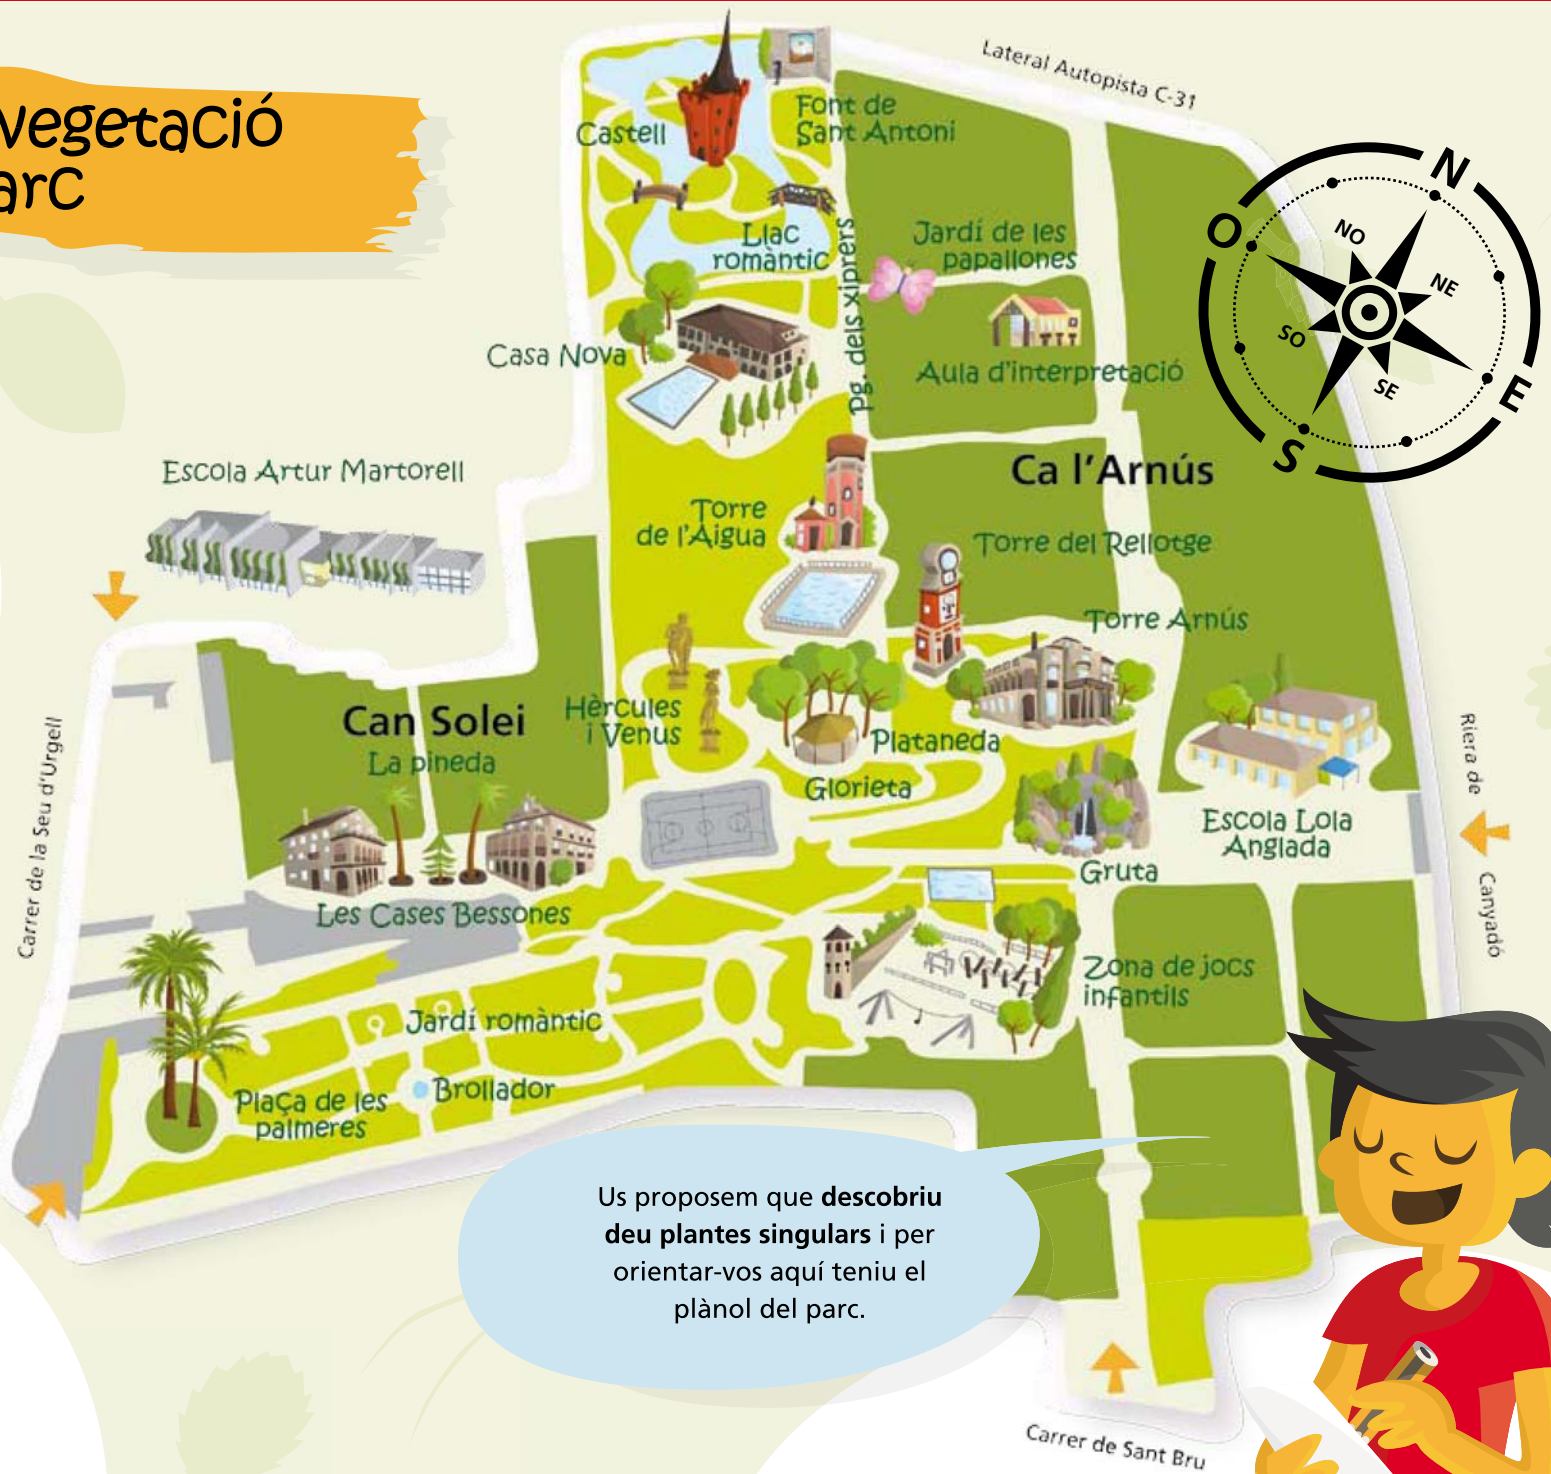 vegetació
arc
Lateral Autopista C-31
Castell
Font de
Sant Antoni
Llac
romàntic
Pg. dels xiprers
Jardí de les
papallones
N
O
E
S
NO
NE
SO
SE
Casa Nova
Aula d'interpretació
Escola Artur Martorell
Ca l'Arnús
Torre
de l'Aigua
Torre del Rellotge
Torre Arnús
Can Solei
La pineda
Hèrcules
i Venus
Plataneda
Glorieta
Carrer de la Seu d'Urgell
Riera de
Canyadó
Escola Lola
Anglada
Gruta
Les Cases Bessones
Zona de jocs
infantils
Jardí romàntic
Brollador
Plaça de les
palmeres
Us proposem que descobriu
deu plantes singulars i per
orientar-vos aquí teniu el
plànol del parc.
Carrer de Sant Bru